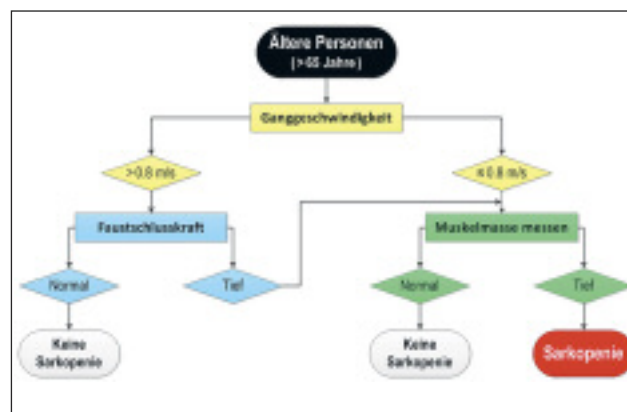 Ältere Personen
(>65 Jahre)
Ganggeschwindigkeit
>0.8 m/s
≤0.8 m/s
Faustschlusskraft
Muskelmasse messen
Normal
Tief
Normal
Tief
Keine
Sarkopenie
Keine
Sarkopenie
Sarkopenie